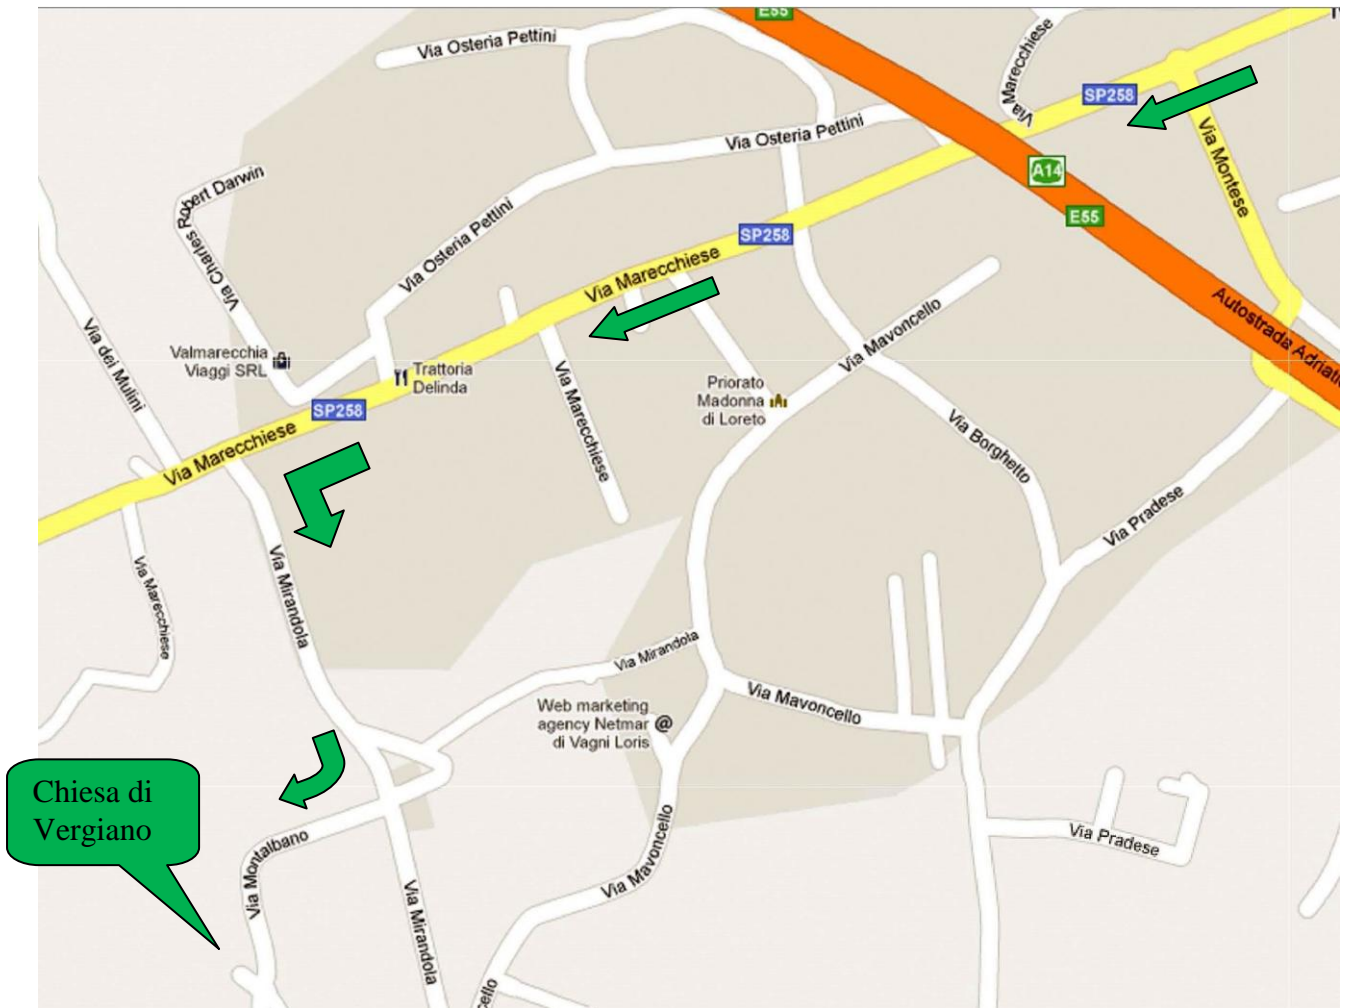 E55
Via Osteria Pettini
Via Marecchiese
SP258
Via Osteria Pettini
Via Montese
A14
Via Charles Robert Darwin
E55
Via Osteria Pettini
SP258
Via Marecchiese
Autostrada Adriati
Via dei Mulini
Via Mavoncello
Valmarecchia
Viaggi SRL
Trattoria
Delinda
Priorato
Madonna
di Loreto
SP258
Via Marecchiese
Via Marecchiese
Via Borghetto
Via Pradese
Via Mirandola
Via Marecchiese
Via Mirandola
Via Mavoncello
Web marketing
agency Netmar
di Vagni Loris
@
Chiesa di
Vergiano
Via Montalbano
Via Mavoncello
Via Pradese
Via Mirandola
cello